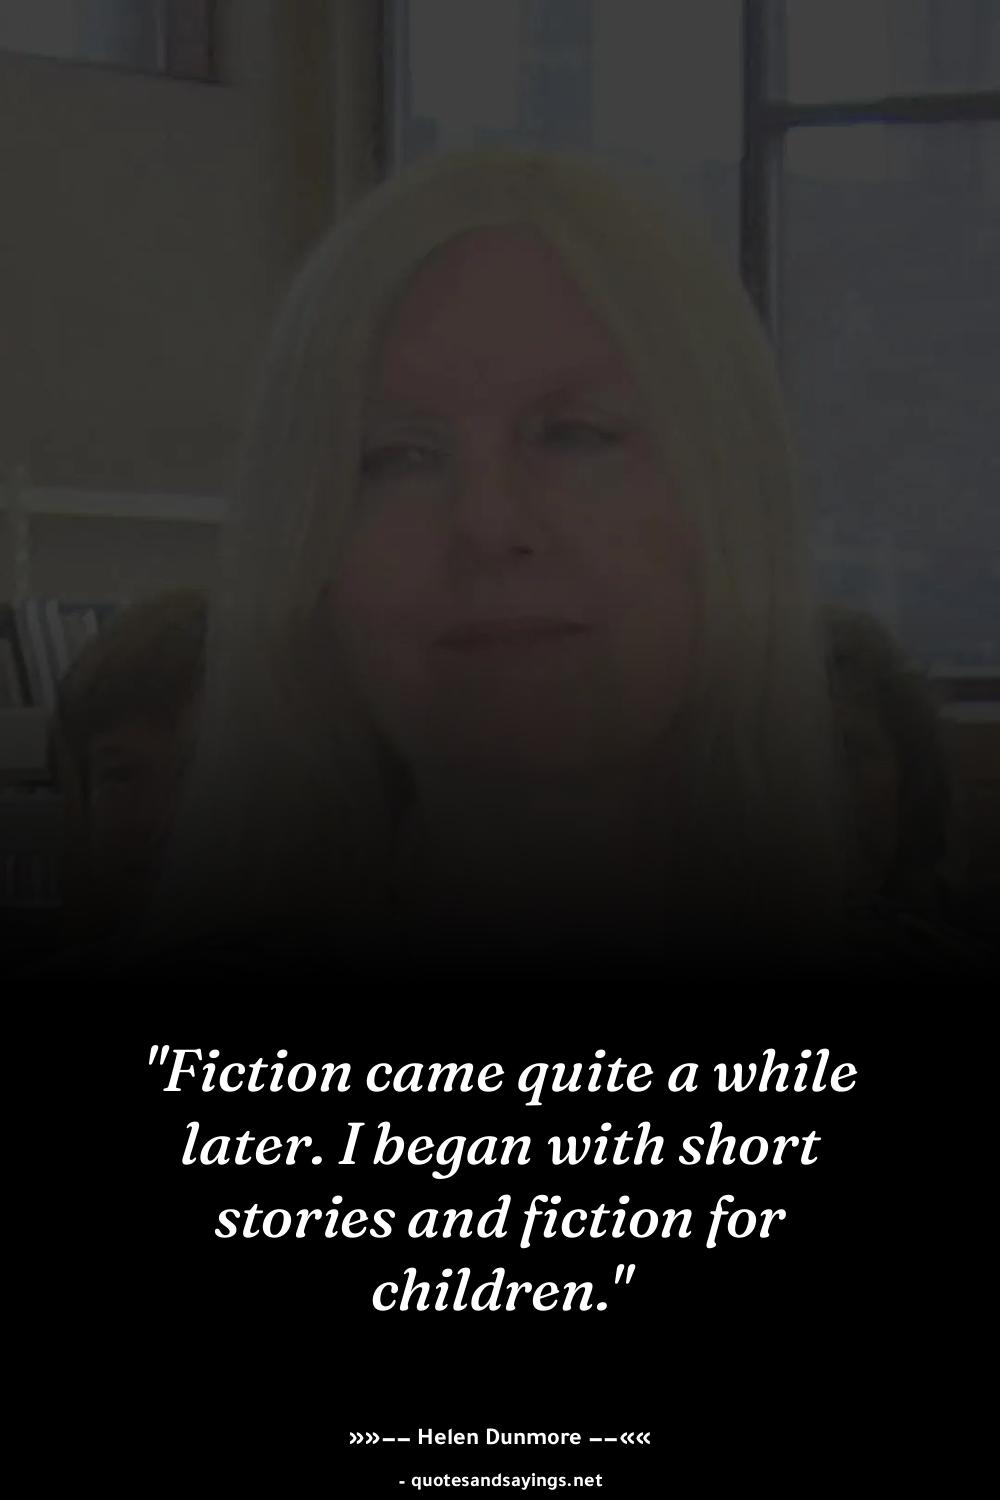 "Fiction came quite a while
later. I began with short
stories and fiction for
children."
»»–– Helen Dunmore ––««
- quotesandsayings.net